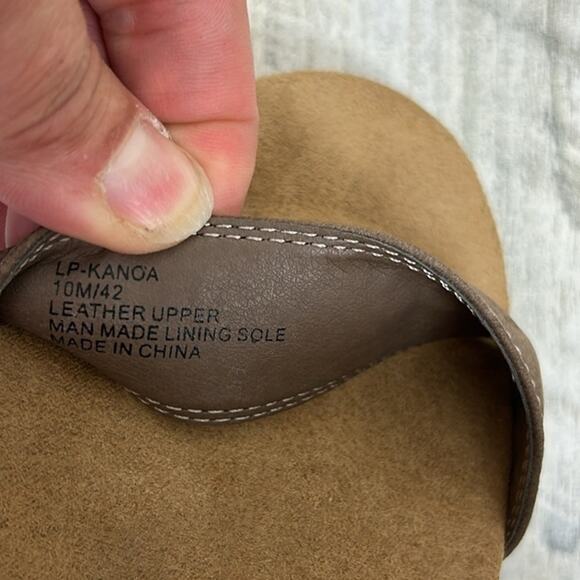 LP-KANOA
10M/42
LEATHER UPPER
MAN MADE LINING SOLE
MADE IN CHINA